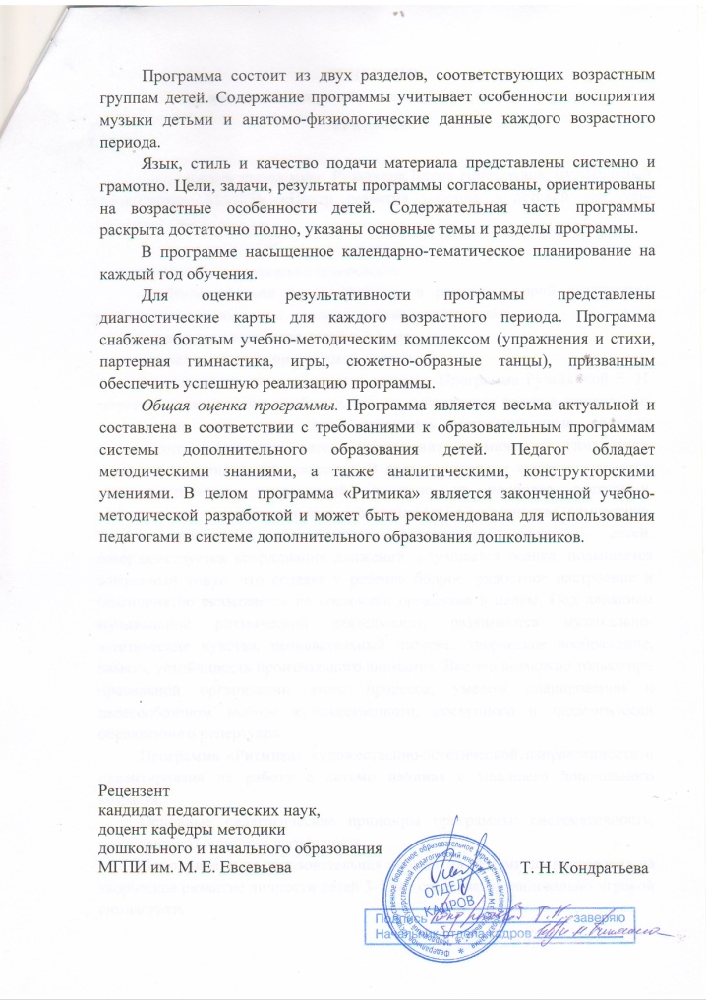 Программа состоит из двух разделов, соответствующих возрастным
группам детей. Содержание программы учитывает особенности восприятия
музыки детьми и анатомо-физиологические данные каждого возрастного
периода.
Язык, стиль и качество подачи материала представлены системно и
грамотно. Цели, задачи, результаты программы согласованы, ориентированы
на возрастные особенности детей. Содержательная часть программы
раскрыта достаточно полно, указаны основные темы и разделы программы.
В программе насыщенное календарно-тематическое планирование на
каждый год обучения.
Для оценки результативности программы представлены
диагностические карты для каждого возрастного периода. Программа
снабжена богатым учебно-методическим комплексом (упражнения и стихи,
партерная гимнастика, игры, сюжетно-образные танцы), призванным
обеспечить успешную реализацию программы.
Общая оценка программы. Программа является весьма актуальной и
составлена в соответствии с требованиями к образовательным программам
системы дополнительного образования детей. Педагог обладает
методическими знаниями, а также аналитическими, конструкторскими
умениями. В целом программа «Ритмика» является законченной учебно-
методической разработкой и может быть рекомендована для использования
педагогами в системе дополнительного образования дошкольников.
Рецензент
кандидат педагогических наук,
доцент кафедры методики
дошкольного и начального образования
МГПИ им. М. Е. Евсевьева Т. Н. Кондратьева
ОТДЕЛ
КАДРОВ
Подпись Т.Н. заверяю
Начальник отдела кадров